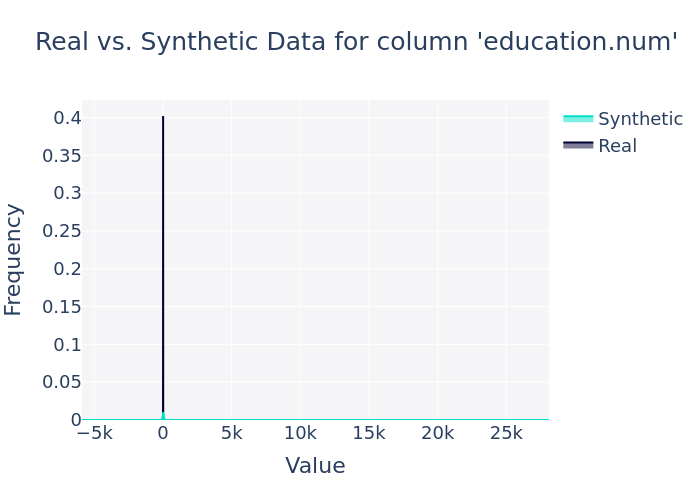 Real vs. Synthetic Data for column 'education.num'
Synthetic
Real
Frequency
0.4
0.35
0.3
0.25
0.2
0.15
0.1
0.05
0
−5k
0
5k
10k
15k
20k
25k
Value